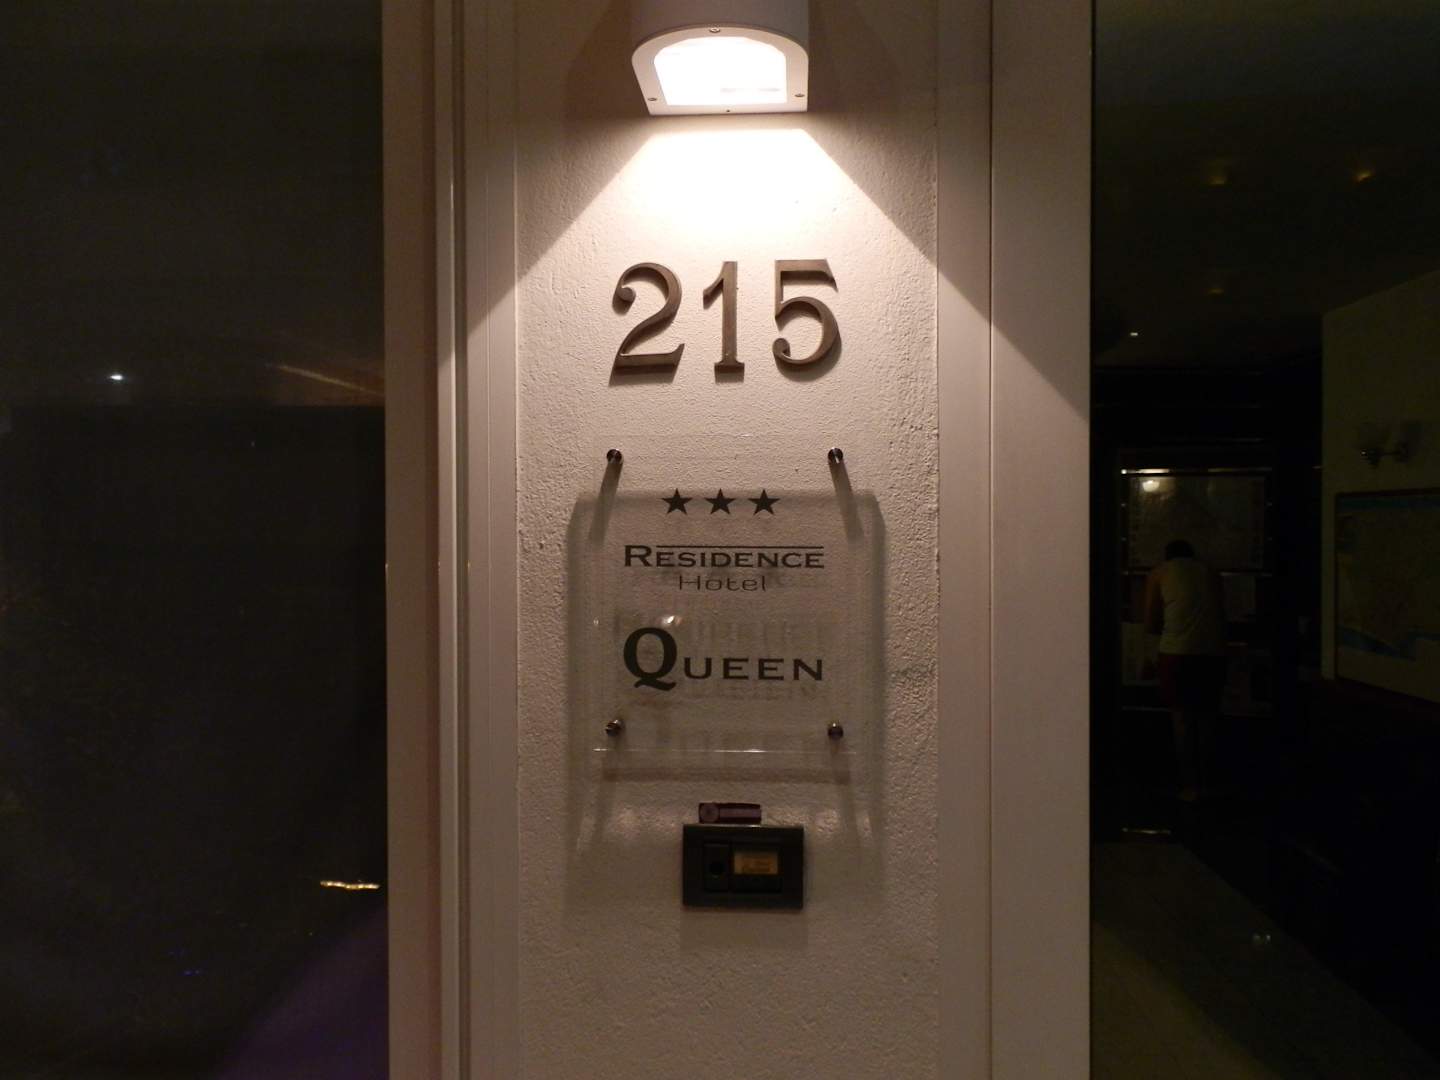 215
★★★
RESIDENCE
Hotel
QUEEN